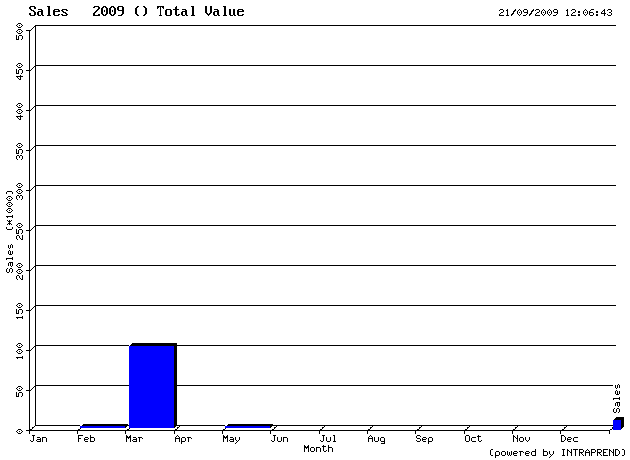 Sales   2009 () Total Value
21/09/2009 12:06:43
500
450
400
350
300
250
200
150
100
50
0
Sales (*1000)
Jan Feb Mar Apr May Jun Jul Aug Sep Oct Nov Dec
Month
Sales
(powered by INTRAPREND)